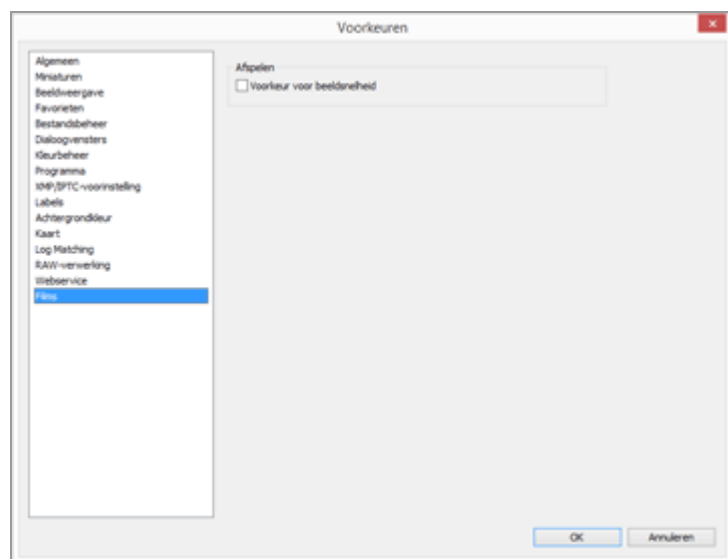 Voorkeuren
Algemeen
Miniaturen
Beeldweergave
Favorieten
Bestandsbeheer
Dialoogvensters
Kleurbeheer
Programma
XMP/IPTC-voorinstelling
Labels
Achtergrondkleur
Kaart
Log Matching
RAW-verwerking
Webservice
Films
Afspelen
Voorkeur voor beeldsnelheid
OK
Annuleren